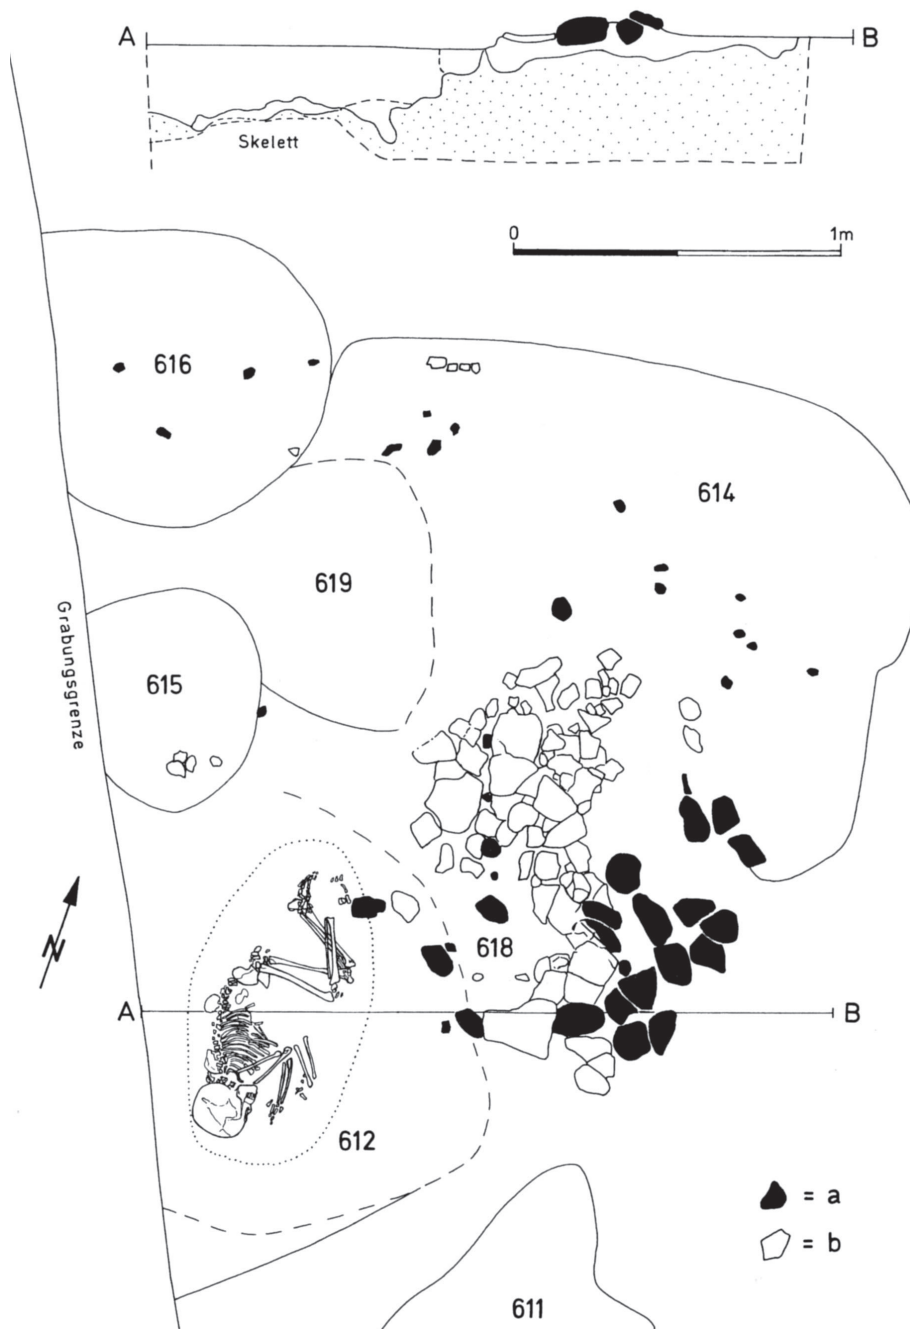 A B
Skelett
0 1m
616
614
619
Grabungsgrenze
615
N
618
A B
612
= a
= b
611